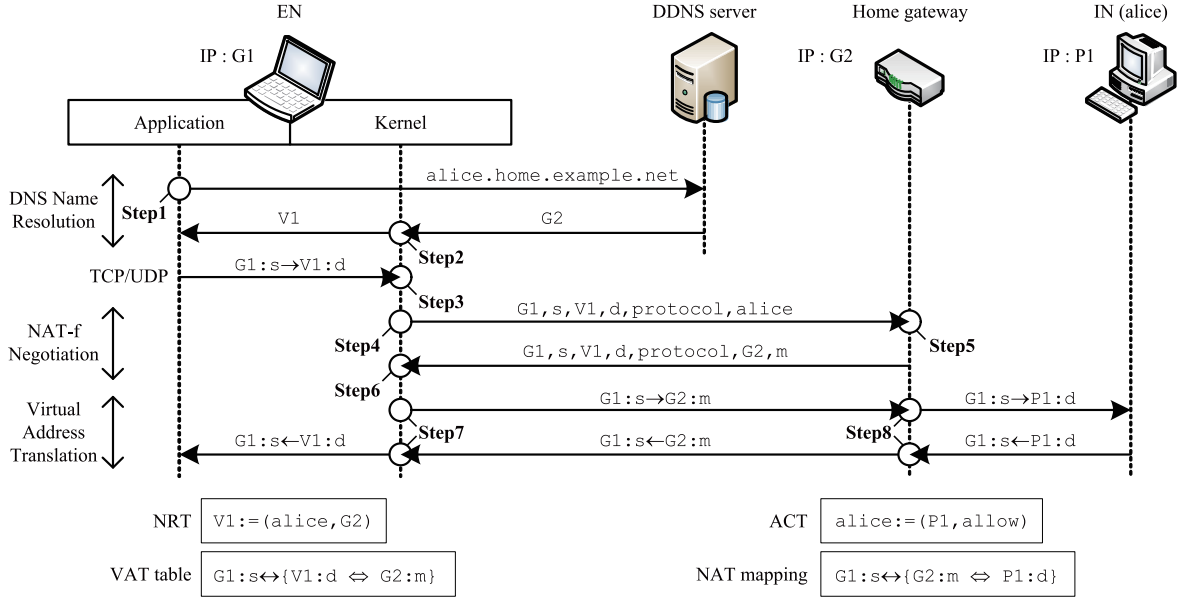 EN
DDNS server
Home gateway
IN (alice)
IP : G1
IP : G2
IP : P1
Application
Kernel
DNS Name
Resolution
alice.home.example.net
Step1
V1
G2
Step2
TCP/UDP
G1:s→V1:d
Step3
NAT-f
Negotiation
G1,s,V1,d,protocol,alice
Step4
Step5
G1,s,V1,d,protocol,G2,m
Step6
Virtual
Address
Translation
G1:s→G2:m
G1:s→P1:d
Step7
Step8
G1:s←V1:d
G1:s←G2:m
G1:s←P1:d
NRT
V1:=(alice,G2)
ACT
alice:=(P1,allow)
VAT table
G1:s↔{V1:d ⇔ G2:m}
NAT mapping
G1:s↔{G2:m ⇔ P1:d}